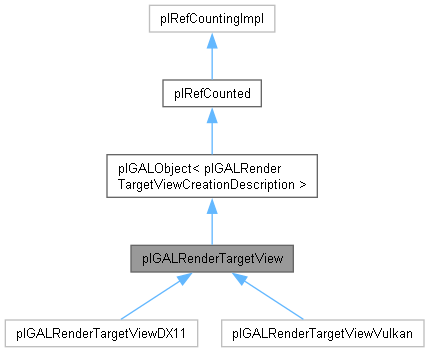 plRefCountingImpl
plRefCounted
plGALObject< plGALRender
TargetViewCreationDescription >
plGALRenderTargetView
plGALRenderTargetViewDX11
plGALRenderTargetViewVulkan